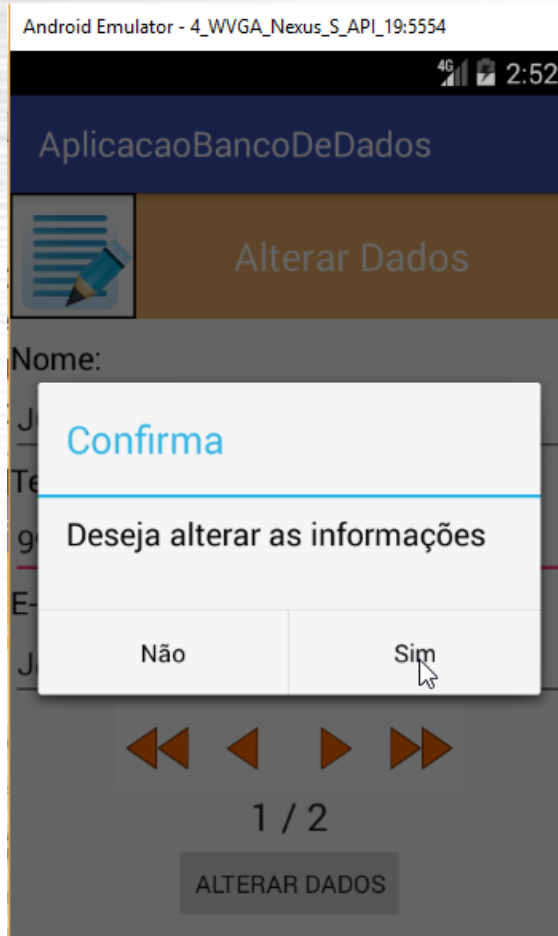 Android Emulator - 4_WVGA_Nexus_S_API_19:5554
4G 2:52
AplicacaoBancoDeDados
Alterar Dados
Nome:
Confirma
Deseja alterar as informações
Não Sim
1 / 2
ALTERAR DADOS